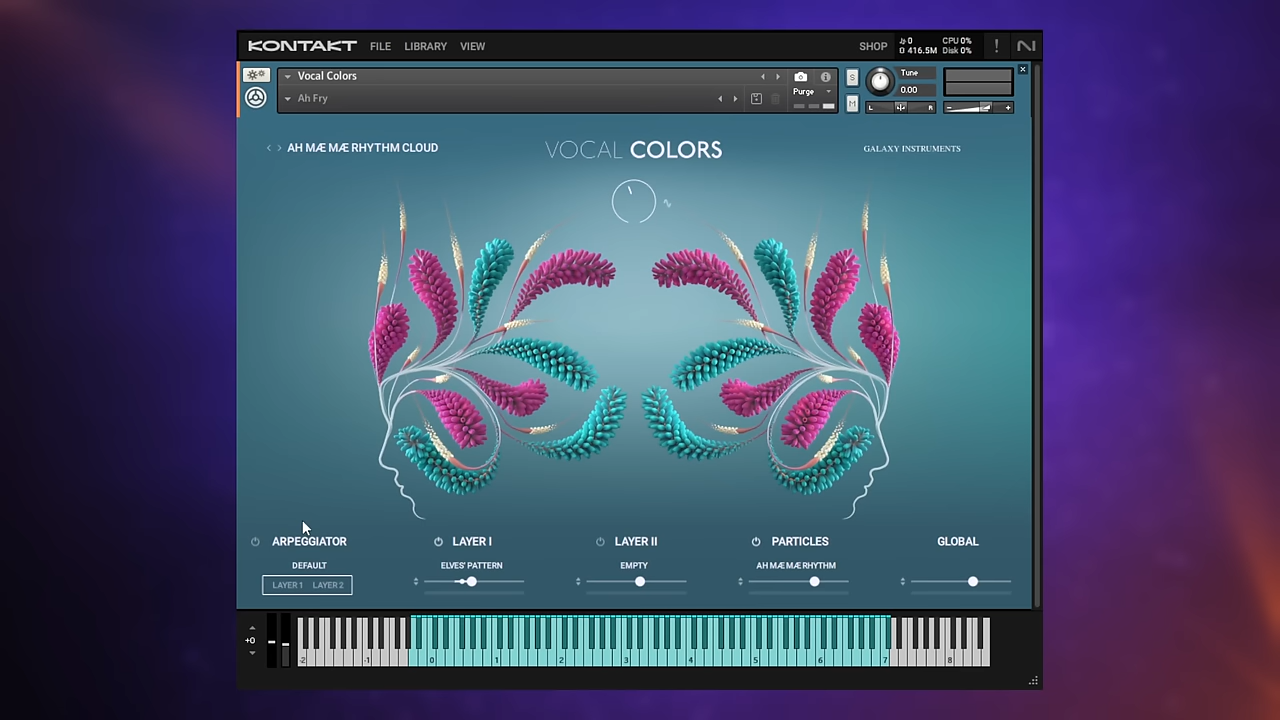 KONTAKT FILE LIBRARY VIEW SHOP 0 CPU 0%
0 416.5M Disk 0% !
Vocal Colors i S Tune
Purge 0.00
Ah Fry M L R - +
AH MÆ MÆ RHYTHM CLOUD VOCAL COLORS GALAXY INSTRUMENTS
ARPEGGIATOR LAYER I LAYER II PARTICLES GLOBAL
DEFAULT ELVES' PATTERN EMPTY AH MÆ MÆ RHYTHM
LAYER 1 LAYER 2
+0
-2 -1 0 1 2 3 4 5 6 7 8